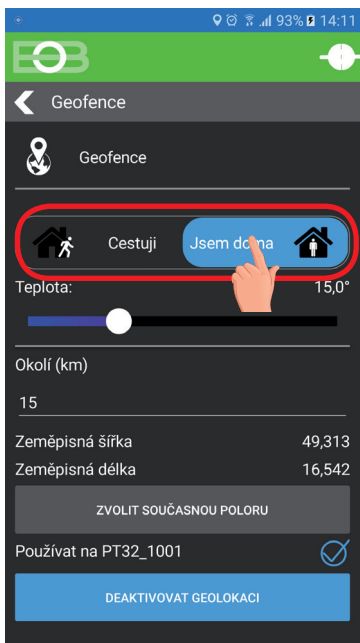 93% 14:11
EOB
Geofence
Geofence
Cestuji Jsem doma
Teplota: 15,0°
Okolí (km)
15
Zeměpisná šířka 49,313
Zeměpisná délka 16,542
ZVOLIT SOUČASNOU POLORU
Používat na PT32_1001
DEAKTIVOVAT GEOLOKACI